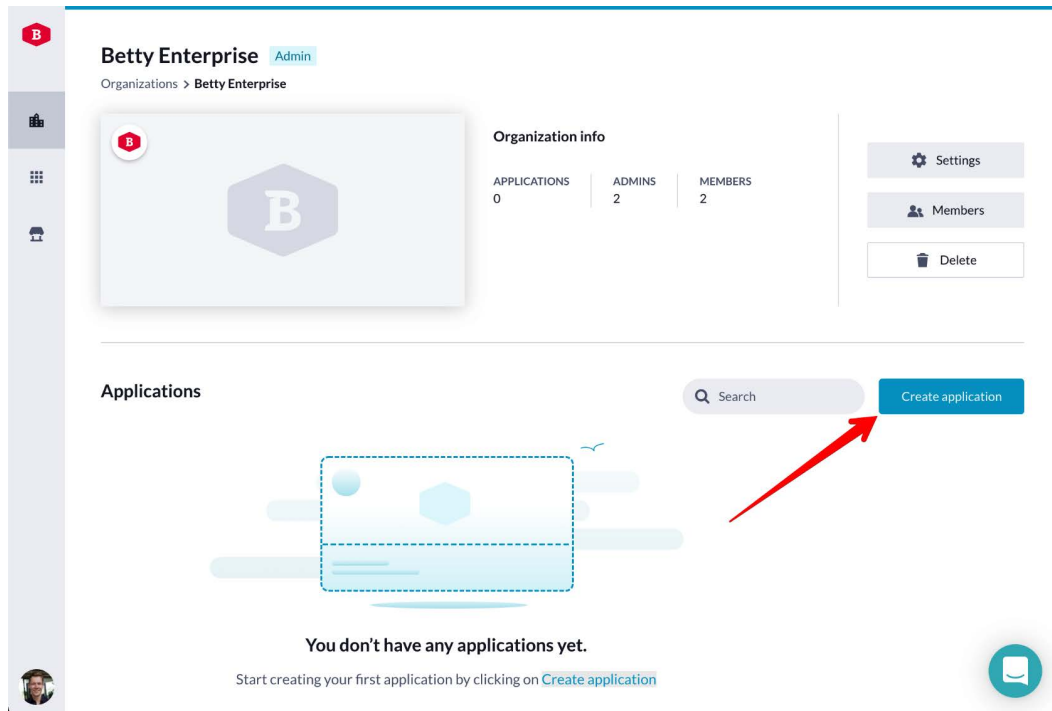 B
Betty Enterprise Admin
Organizations > Betty Enterprise
B
B
Organization info
APPLICATIONS ADMINS MEMBERS
0 2 2
Settings
Members
Delete
Applications
Search
Create application
You don't have any applications yet.
Start creating your first application by clicking on Create application